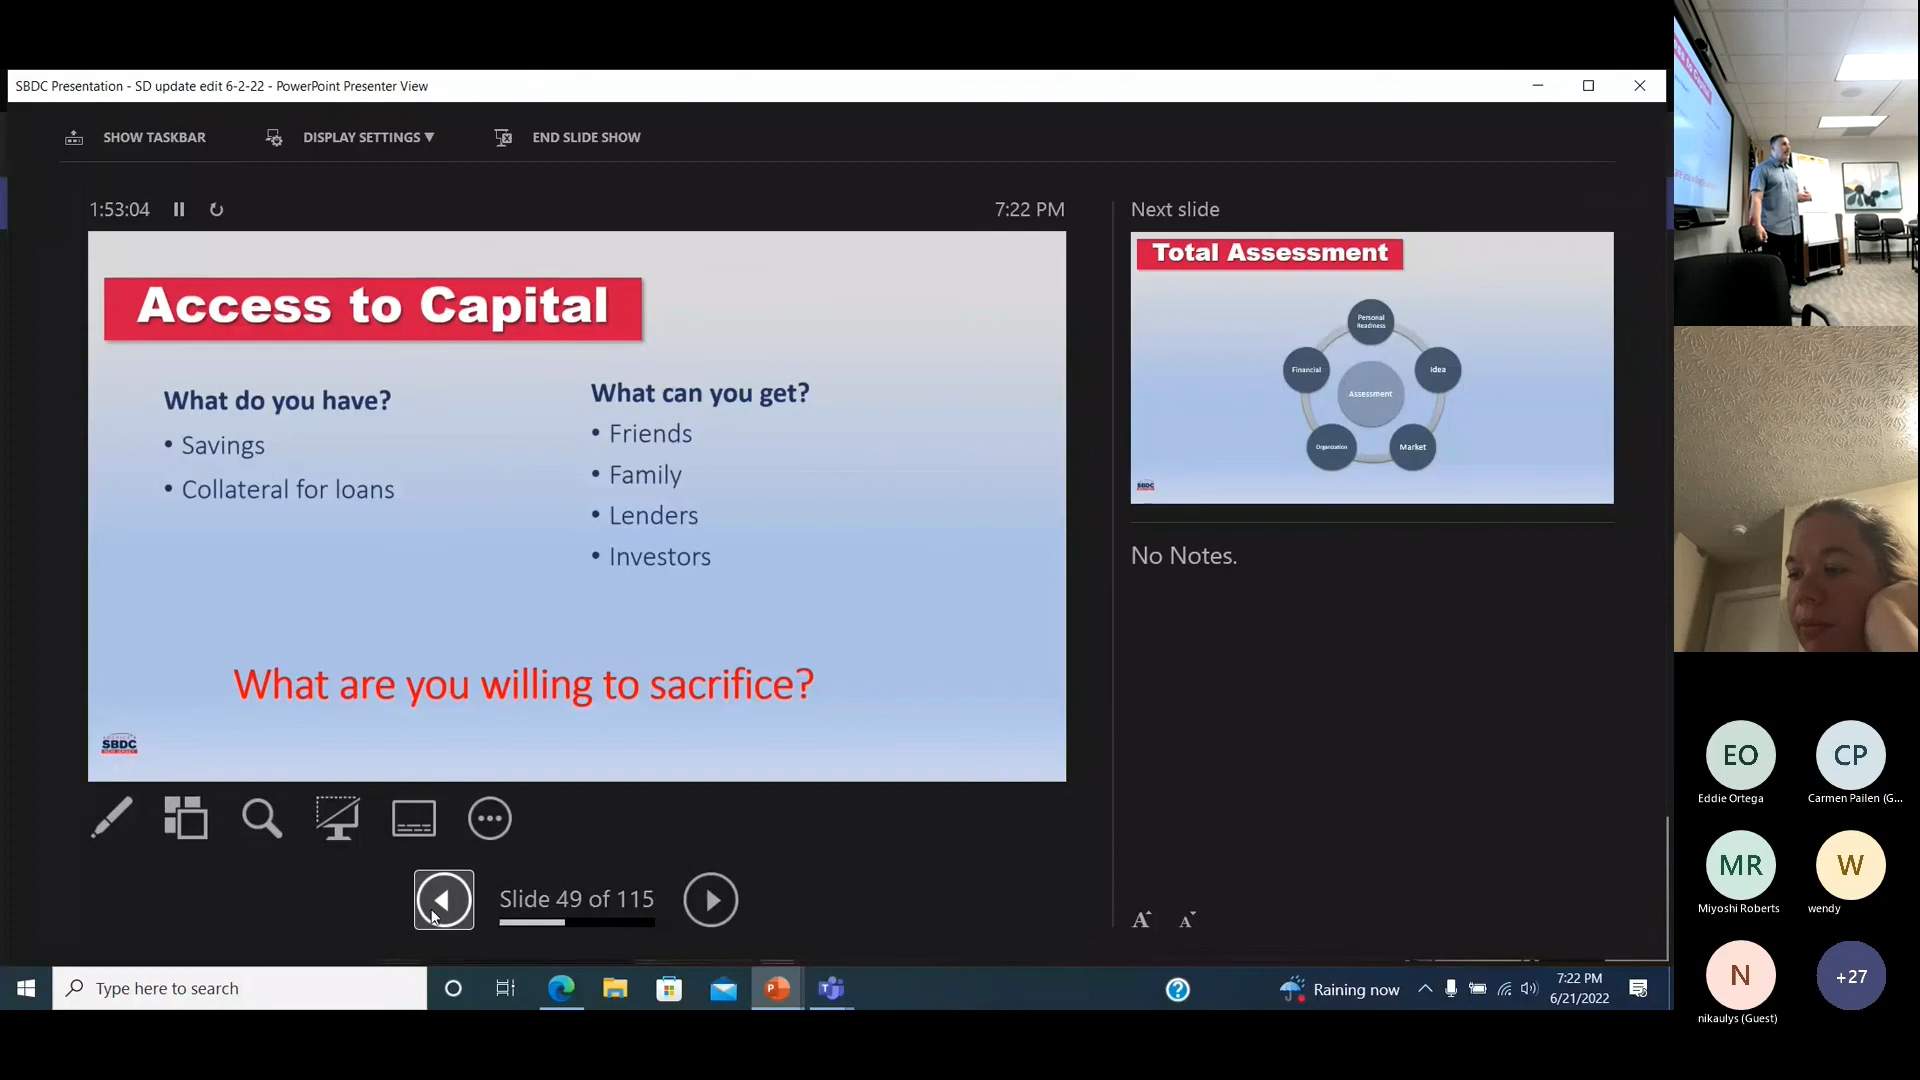 SBDC Presentation - SD update edit 6-2-22 - PowerPoint Presenter View
SHOW TASKBAR
DISPLAY SETTINGS ▼
END SLIDE SHOW
1:53:04
7:22 PM
Access to Capital
What do you have?
• Savings
• Collateral for loans
What can you get?
• Friends
• Family
• Lenders
• Investors
What are you willing to sacrifice?
SBDC
Slide 49 of 115
Next slide
Total Assessment
Personal
Readiness
Financial
Idea
Assessment
Organization
Market
SBDC
No Notes.
A A
Type here to search
Raining now
7:22 PM
6/21/2022
EO
Eddie Ortega
CP
Carmen Pailen (G...
MR
Miyoshi Roberts
W
wendy
N
nikaulys (Guest)
+27